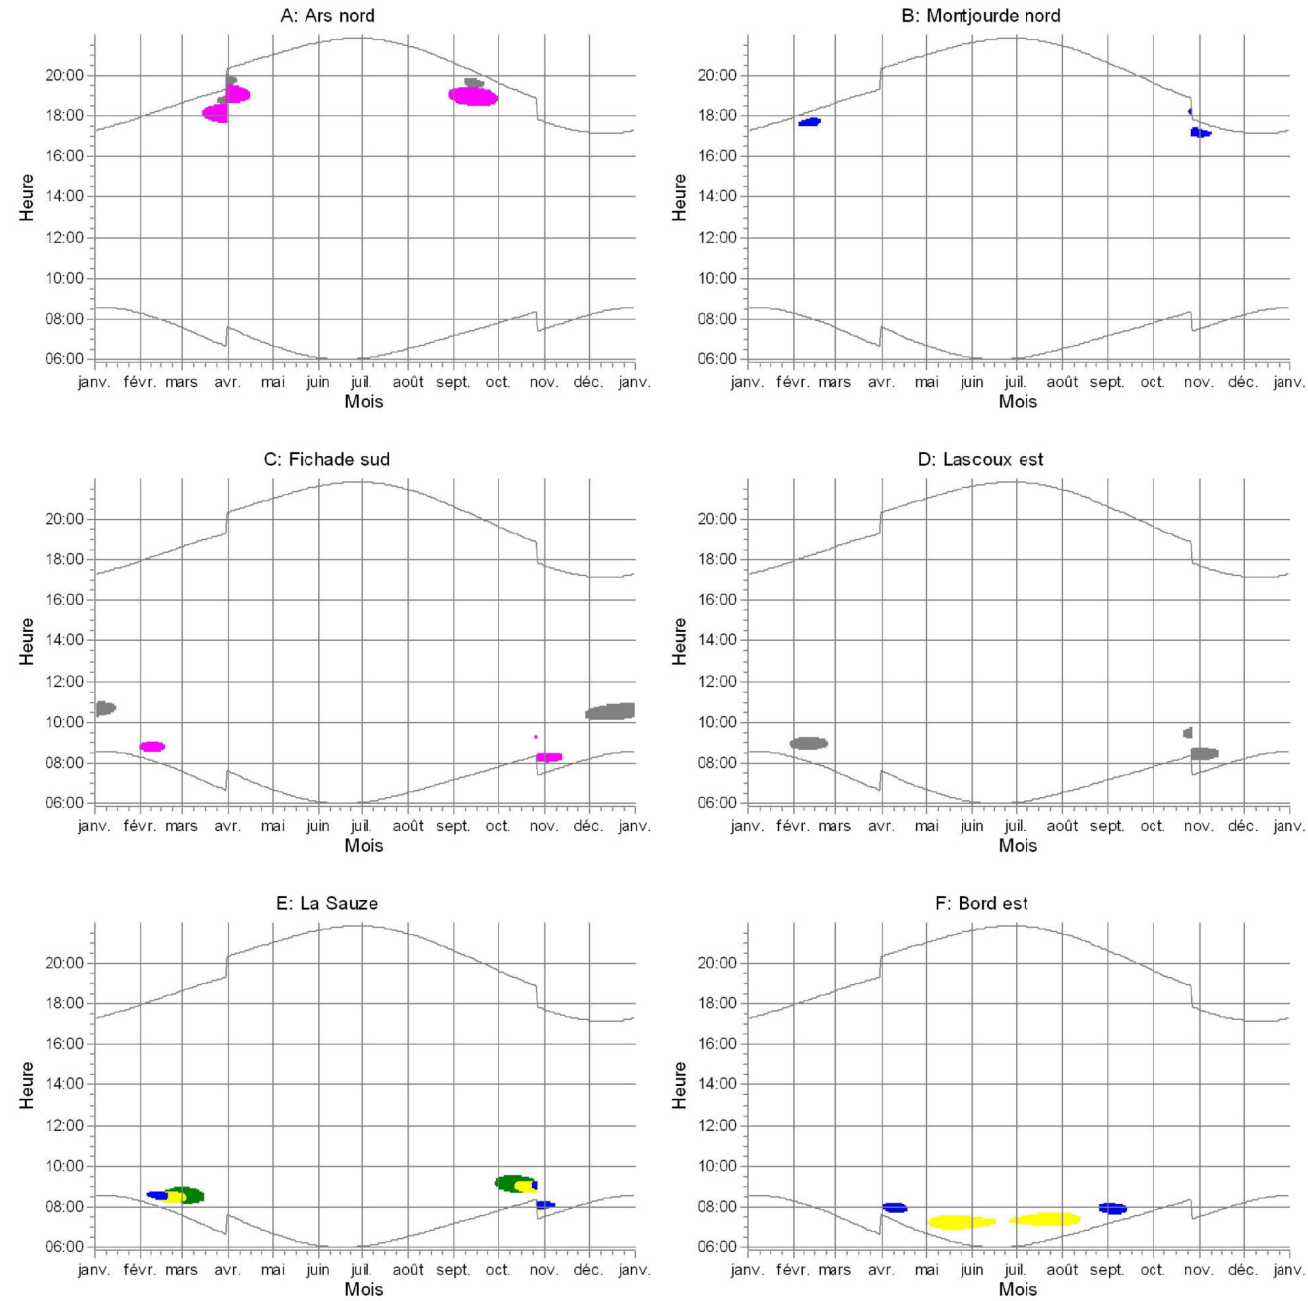 A: Ars nord
20:00
18:00
16:00
14:00
12:00
10:00
08:00
06:00
Heure
janv. févr. mars avr. mai juin juil. août sept. oct. nov. déc. janv.
Mois
B: Montjourde nord
20:00
18:00
16:00
14:00
12:00
10:00
08:00
06:00
Heure
janv. févr. mars avr. mai juin juil. août sept. oct. nov. déc. janv.
Mois
C: Fichade sud
20:00
18:00
16:00
14:00
12:00
10:00
08:00
06:00
Heure
janv. févr. mars avr. mai juin juil. août sept. oct. nov. déc. janv.
Mois
D: Lascoux est
20:00
18:00
16:00
14:00
12:00
10:00
08:00
06:00
Heure
janv. févr. mars avr. mai juin juil. août sept. oct. nov. déc. janv.
Mois
E: La Sauze
20:00
18:00
16:00
14:00
12:00
10:00
08:00
06:00
Heure
janv. févr. mars avr. mai juin juil. août sept. oct. nov. déc. janv.
Mois
F: Bord est
20:00
18:00
16:00
14:00
12:00
10:00
08:00
06:00
Heure
janv. févr. mars avr. mai juin juil. août sept. oct. nov. déc. janv.
Mois